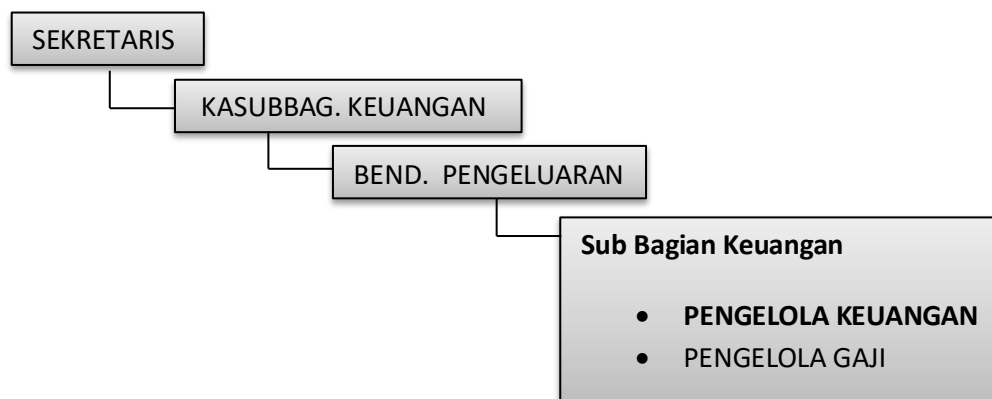 SEKRETARIS
KASUBBAG. KEUANGAN
BEND. PENGELUARAN
Sub Bagian Keuangan
• PENGELOLA KEUANGAN
• PENGELOLA GAJI